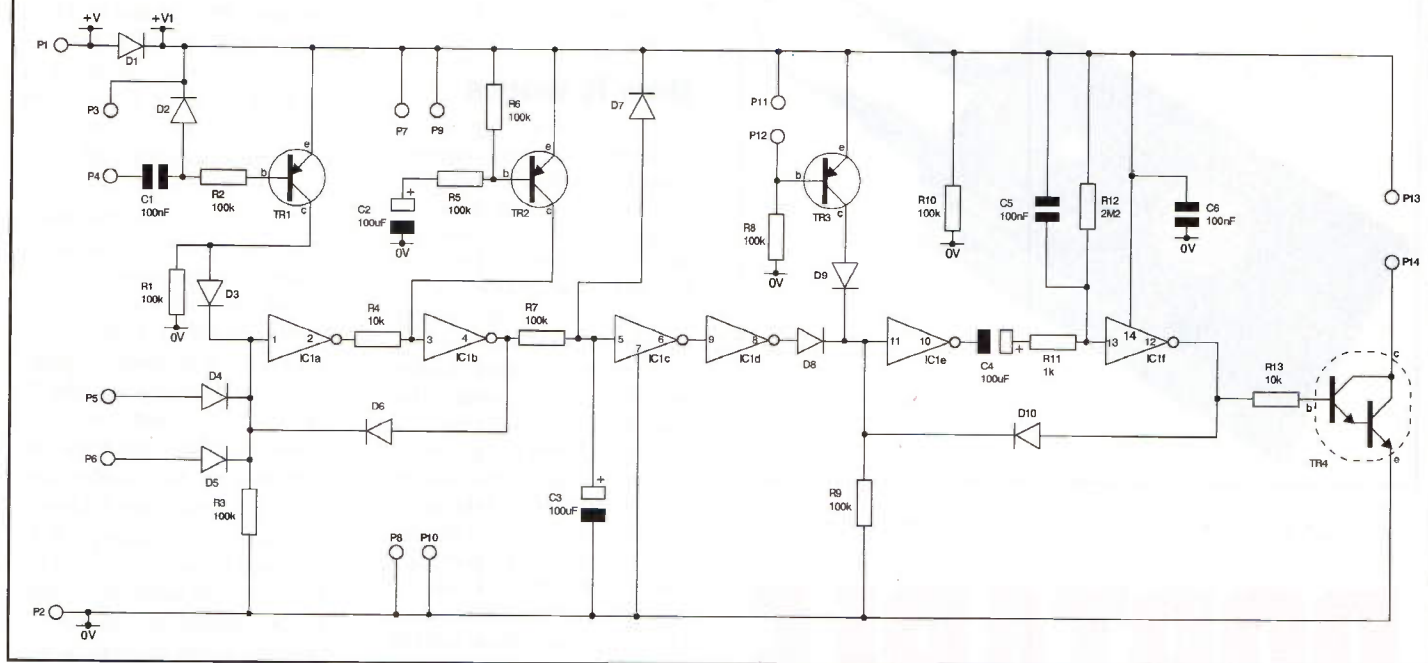 +V
+V1
P1
D1
P3
D2
P4
C1
100nF
R2
100k
b
e
c
TR1
R1
100k
0V
D3
1
2
IC1a
R4
10k
P5
D4
P6
D5
R3
100k
D6
P2
0V
P7
P9
R6
100k
C2
100uF
0V
+
R5
100k
b
e
c
TR2
3
4
IC1b
R7
100k
D7
5
6
7
IC1c
9
8
IC1d
D8
C3
100uF
+
P8
P10
P11
P12
b
e
c
TR3
R8
100k
0V
D9
11
10
IC1e
R9
100k
D10
R10
100k
0V
C4
100uF
+
R11
1k
C5
100nF
R12
2M2
C6
100nF
0V
13
14
12
IC1f
R13
10k
P13
P14
b
c
e
TR4